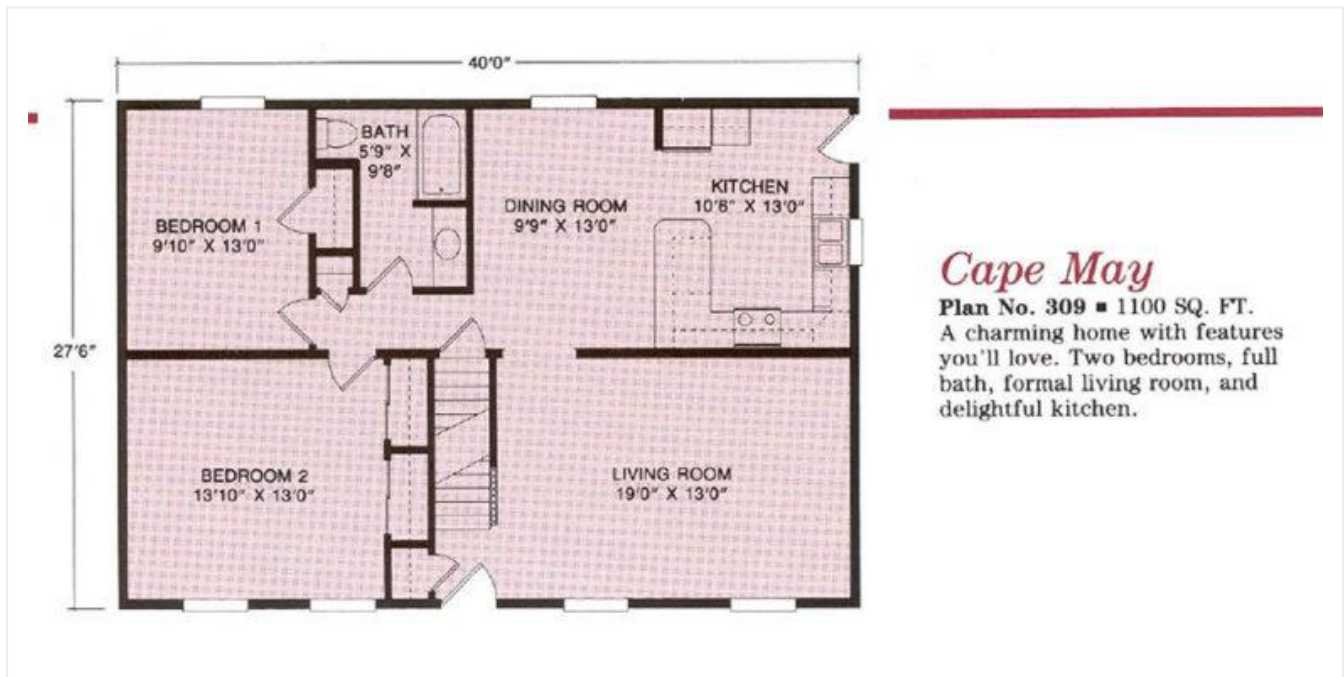 40'0"
BATH
5'9" X
9'8"
KITCHEN
10'6" X 13'0"
DINING ROOM
9'9" X 13'0"
BEDROOM 1
9'10" X 13'0"
27'6"
BEDROOM 2
13'10" X 13'0"
LIVING ROOM
19'0" X 13'0"
Cape May
Plan No. 309 ■ 1100 SQ. FT.
A charming home with features
you'll love. Two bedrooms, full
bath, formal living room, and
delightful kitchen.